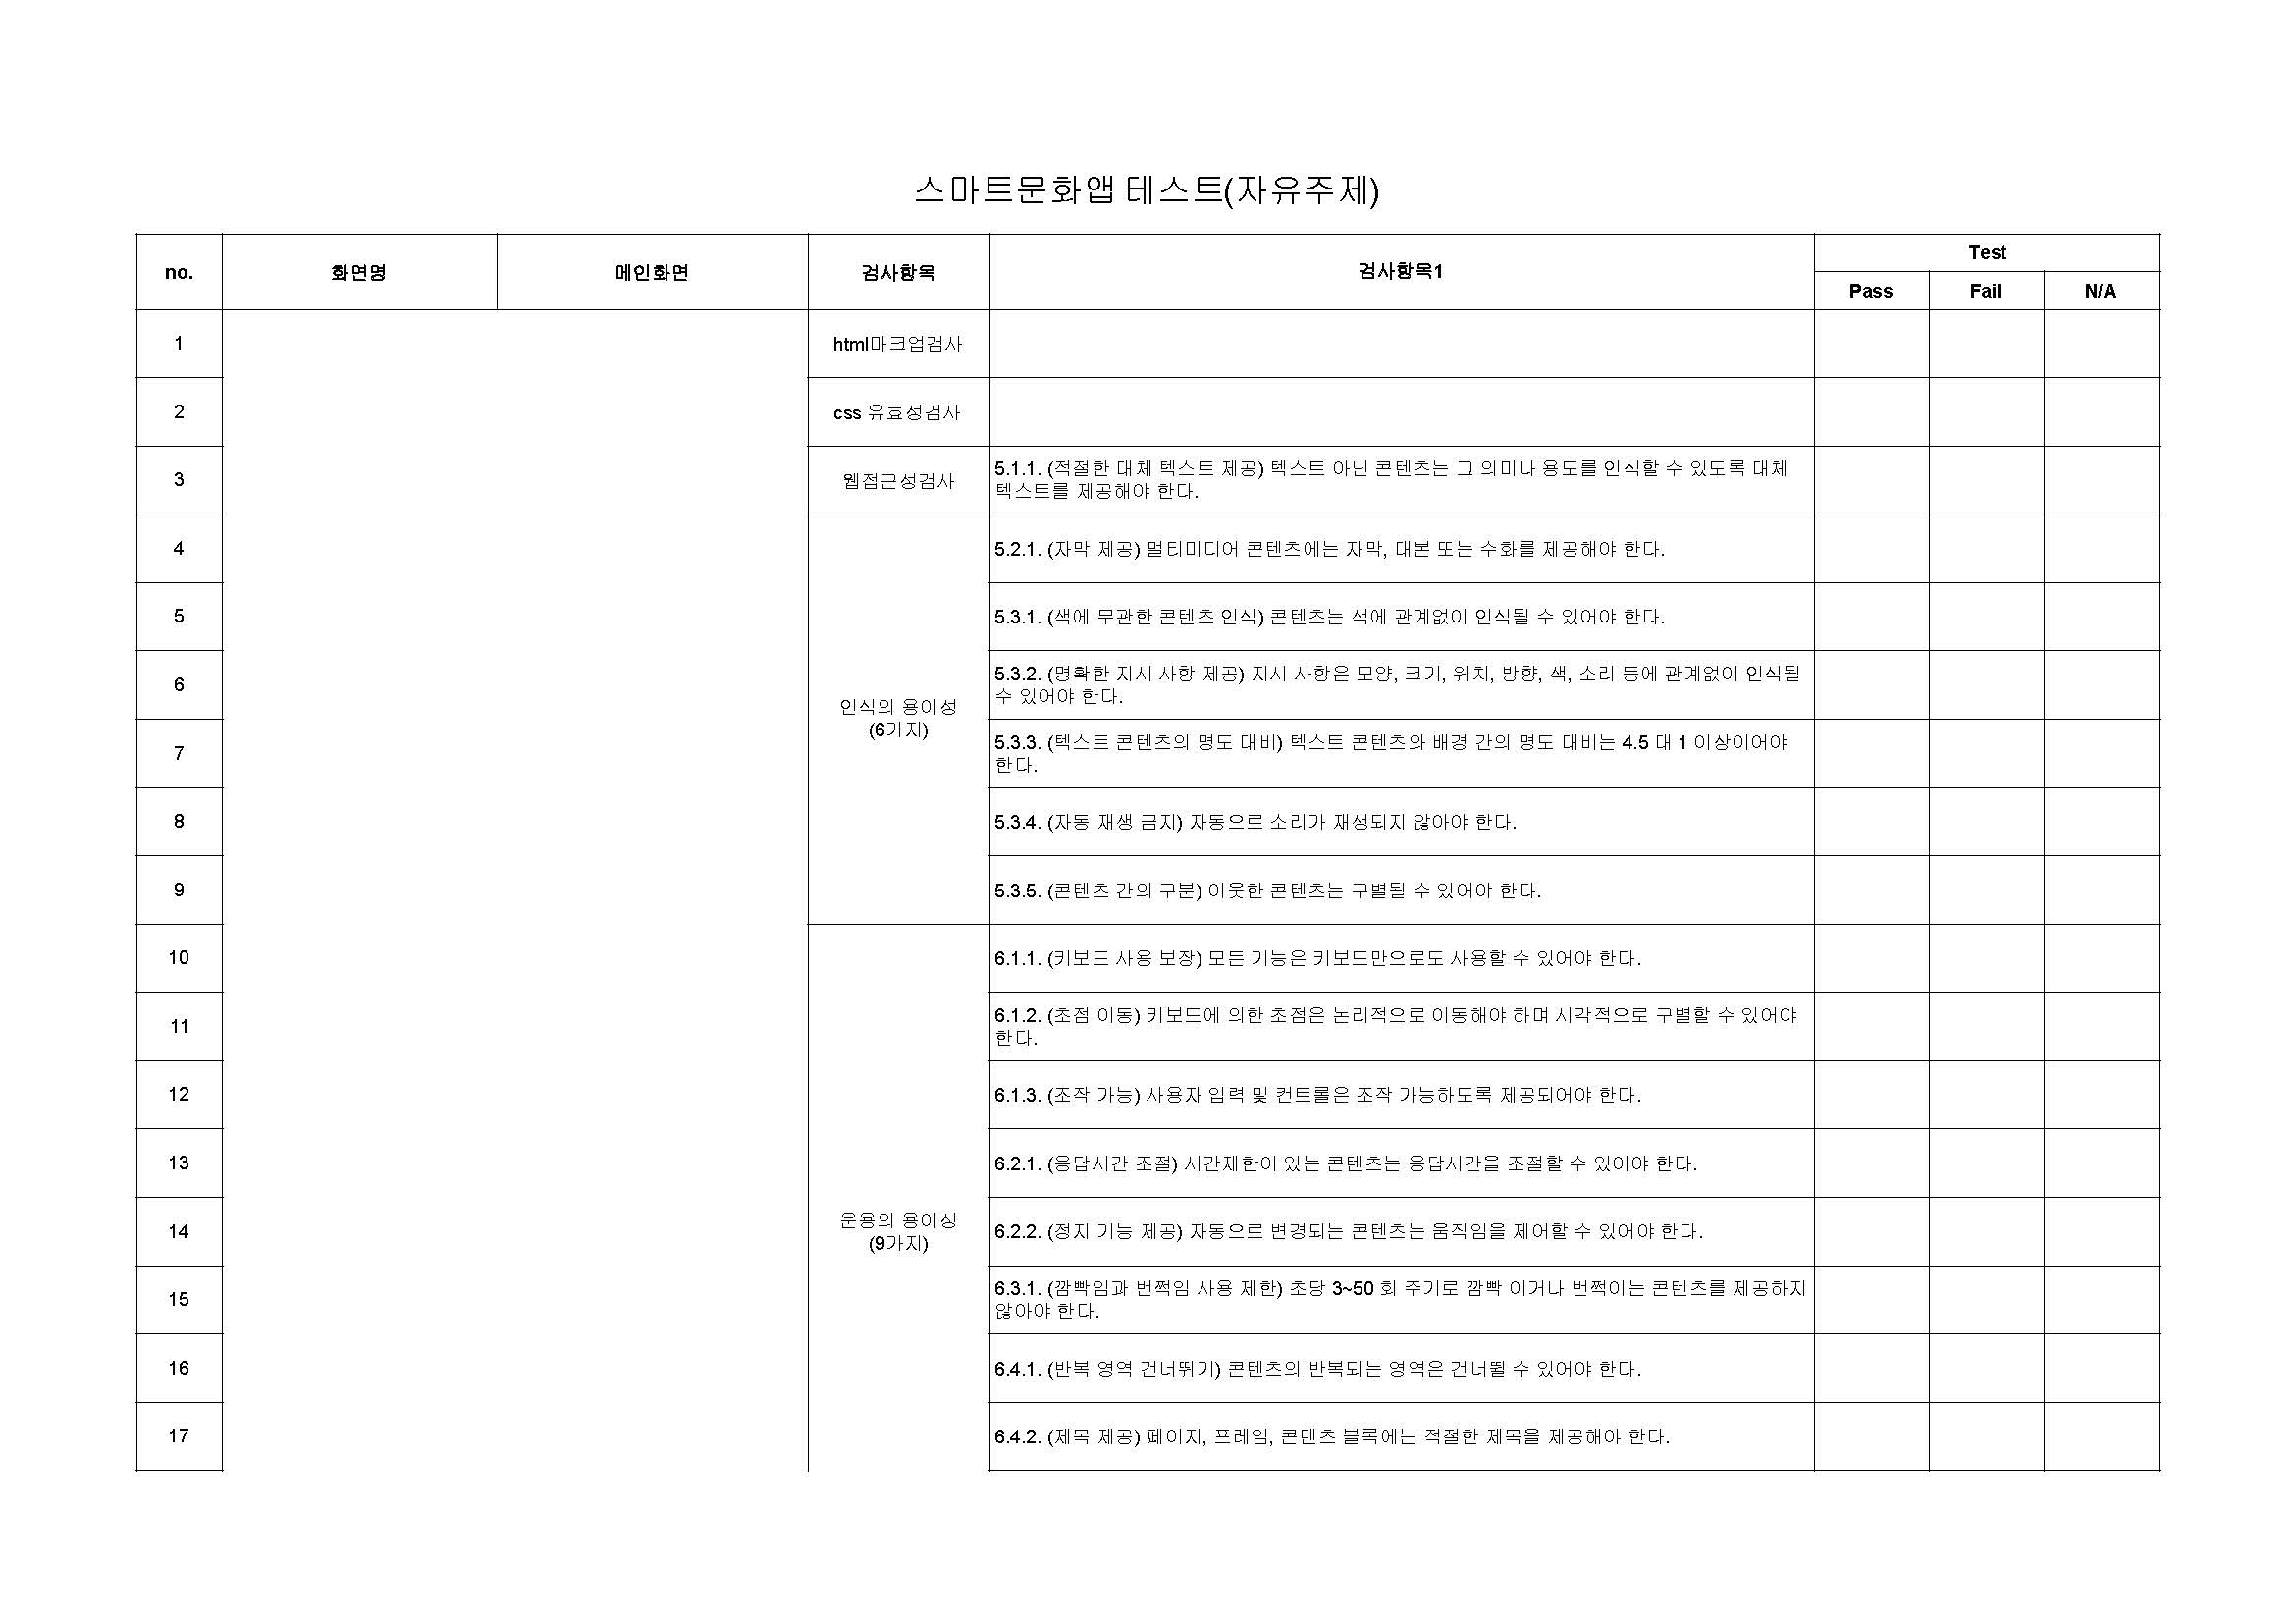 스마트문화앱 테스트(자유주제)
no. 화면명 메인화면 검사항목 검사항목1 Test
Pass Fail N/A
1 html마크업검사
2 css 유효성검사
3 웹접근성검사 5.1.1. (적절한 대체 텍스트 제공) 텍스트 아닌 콘텐츠는 그 의미나 용도를 인식할 수 있도록 대체
텍스트를 제공해야 한다.
4 5.2.1. (자막 제공) 멀티미디어 콘텐츠에는 자막, 대본 또는 수화를 제공해야 한다.
5 5.3.1. (색에 무관한 콘텐츠 인식) 콘텐츠는 색에 관계없이 인식될 수 있어야 한다.
6 5.3.2. (명확한 지시 사항 제공) 지시 사항은 모양, 크기, 위치, 방향, 색, 소리 등에 관계없이 인식될
수 있어야 한다.
인식의 용이성
(6가지)
7 5.3.3. (텍스트 콘텐츠의 명도 대비) 텍스트 콘텐츠와 배경 간의 명도 대비는 4.5 대 1 이상이어야
한다.
8 5.3.4. (자동 재생 금지) 자동으로 소리가 재생되지 않아야 한다.
9 5.3.5. (콘텐츠 간의 구분) 이웃한 콘텐츠는 구별될 수 있어야 한다.
10 6.1.1. (키보드 사용 보장) 모든 기능은 키보드만으로도 사용할 수 있어야 한다.
11 6.1.2. (초점 이동) 키보드에 의한 초점은 논리적으로 이동해야 하며 시각적으로 구별할 수 있어야
한다.
12 6.1.3. (조작 가능) 사용자 입력 및 컨트롤은 조작 가능하도록 제공되어야 한다.
13 6.2.1. (응답시간 조절) 시간제한이 있는 콘텐츠는 응답시간을 조절할 수 있어야 한다.
운용의 용이성
(9가지)
14 6.2.2. (정지 기능 제공) 자동으로 변경되는 콘텐츠는 움직임을 제어할 수 있어야 한다.
15 6.3.1. (깜빡임과 번쩍임 사용 제한) 초당 3~50 회 주기로 깜빡 이거나 번쩍이는 콘텐츠를 제공하지
않아야 한다.
16 6.4.1. (반복 영역 건너뛰기) 콘텐츠의 반복되는 영역은 건너뛸 수 있어야 한다.
17 6.4.2. (제목 제공) 페이지, 프레임, 콘텐츠 블록에는 적절한 제목을 제공해야 한다.